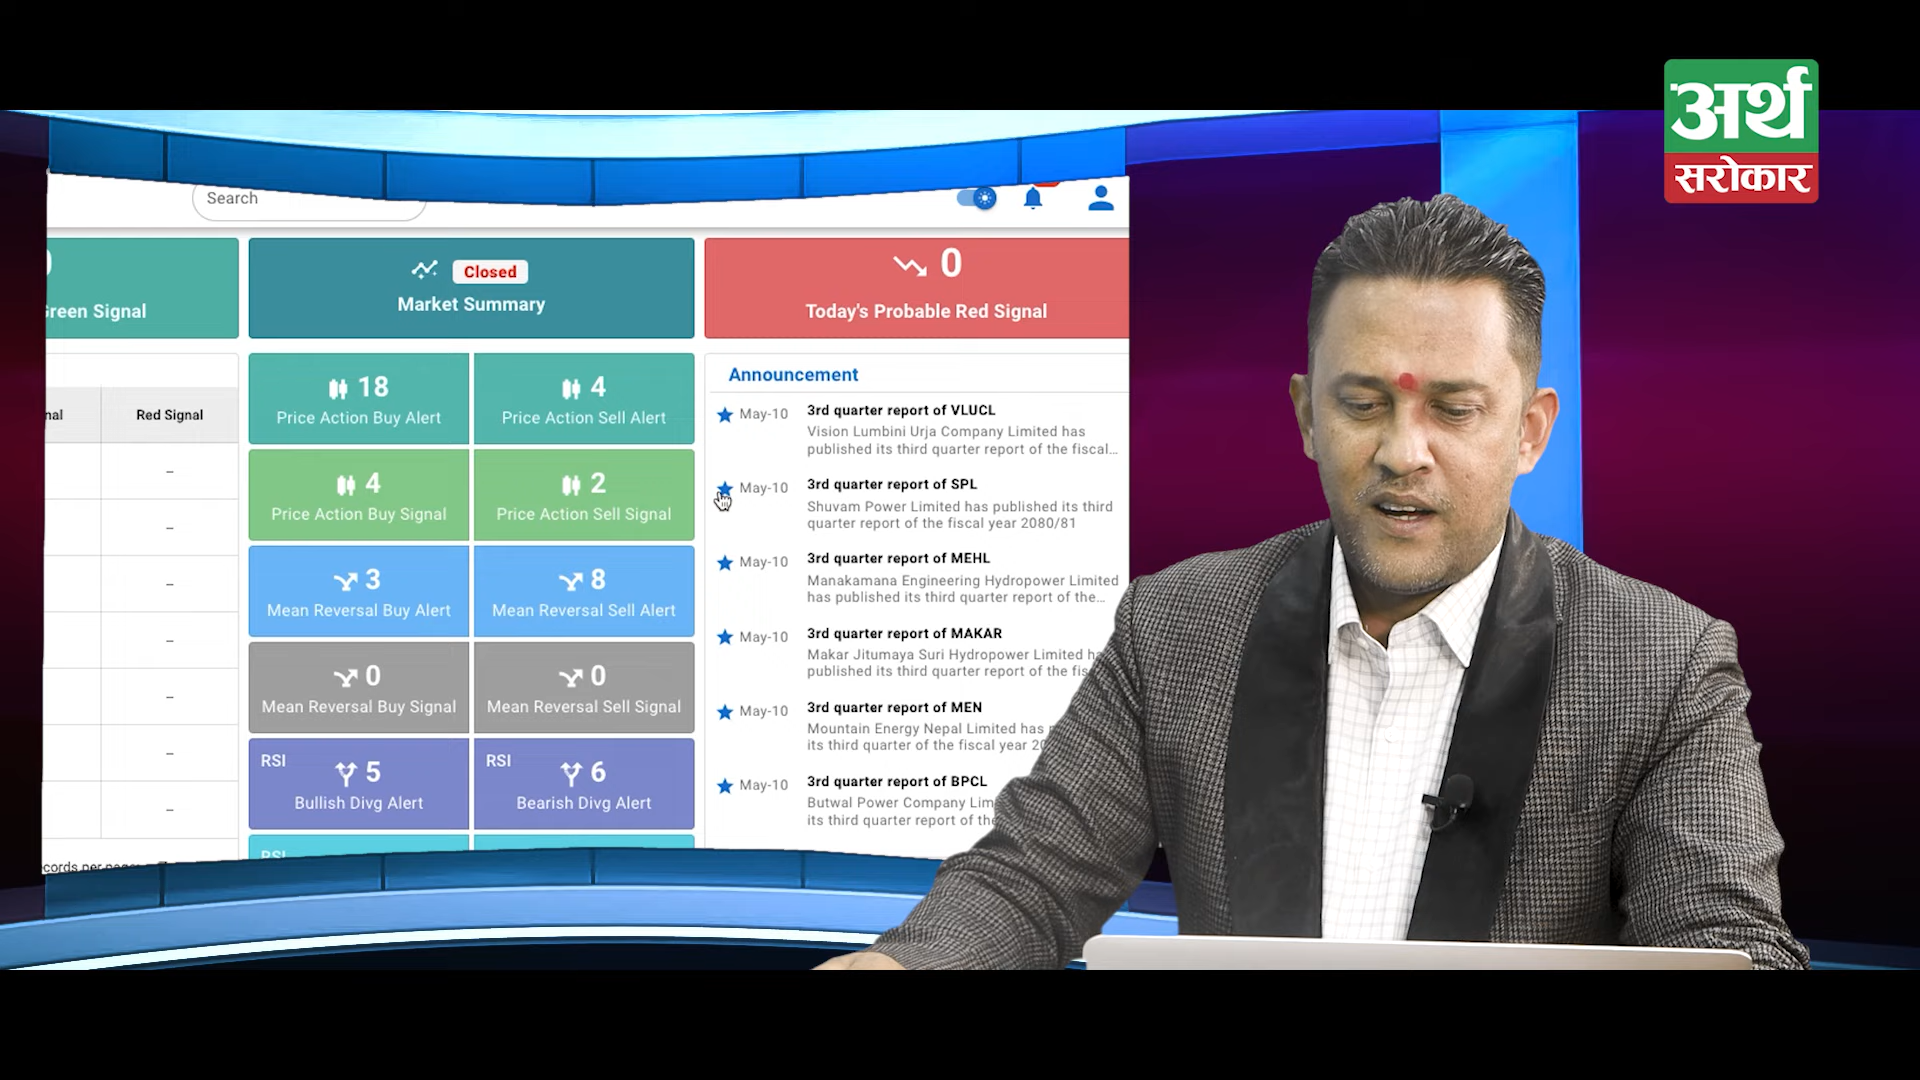 अर्थ
सरोकार
Search
Green Signal
Closed
Market Summary
0
Today's Probable Red Signal
Red Signal
–
–
–
–
–
–
–
18
Price Action Buy Alert
4
Price Action Sell Alert
4
Price Action Buy Signal
2
Price Action Sell Signal
3
Mean Reversal Buy Alert
8
Mean Reversal Sell Alert
0
Mean Reversal Buy Signal
0
Mean Reversal Sell Signal
RSI
5
Bullish Divg Alert
RSI
6
Bearish Divg Alert
RSI
Announcement
May-10
3rd quarter report of VLUCL
Vision Lumbini Urja Company Limited has
published its third quarter report of the fiscal...
May-10
3rd quarter report of SPL
Shuvam Power Limited has published its third
quarter report of the fiscal year 2080/81
May-10
3rd quarter report of MEHL
Manakamana Engineering Hydropower Limited
has published its third quarter report of the...
May-10
3rd quarter report of MAKAR
Makar Jitumaya Suri Hydropower Limited
published its third quarter report of the
May-10
3rd quarter report of MEN
Mountain Energy Nepal Limited has
its third quarter of the fiscal year
May-10
3rd quarter report of BPCL
Butwal Power Company
its third quarter report of the